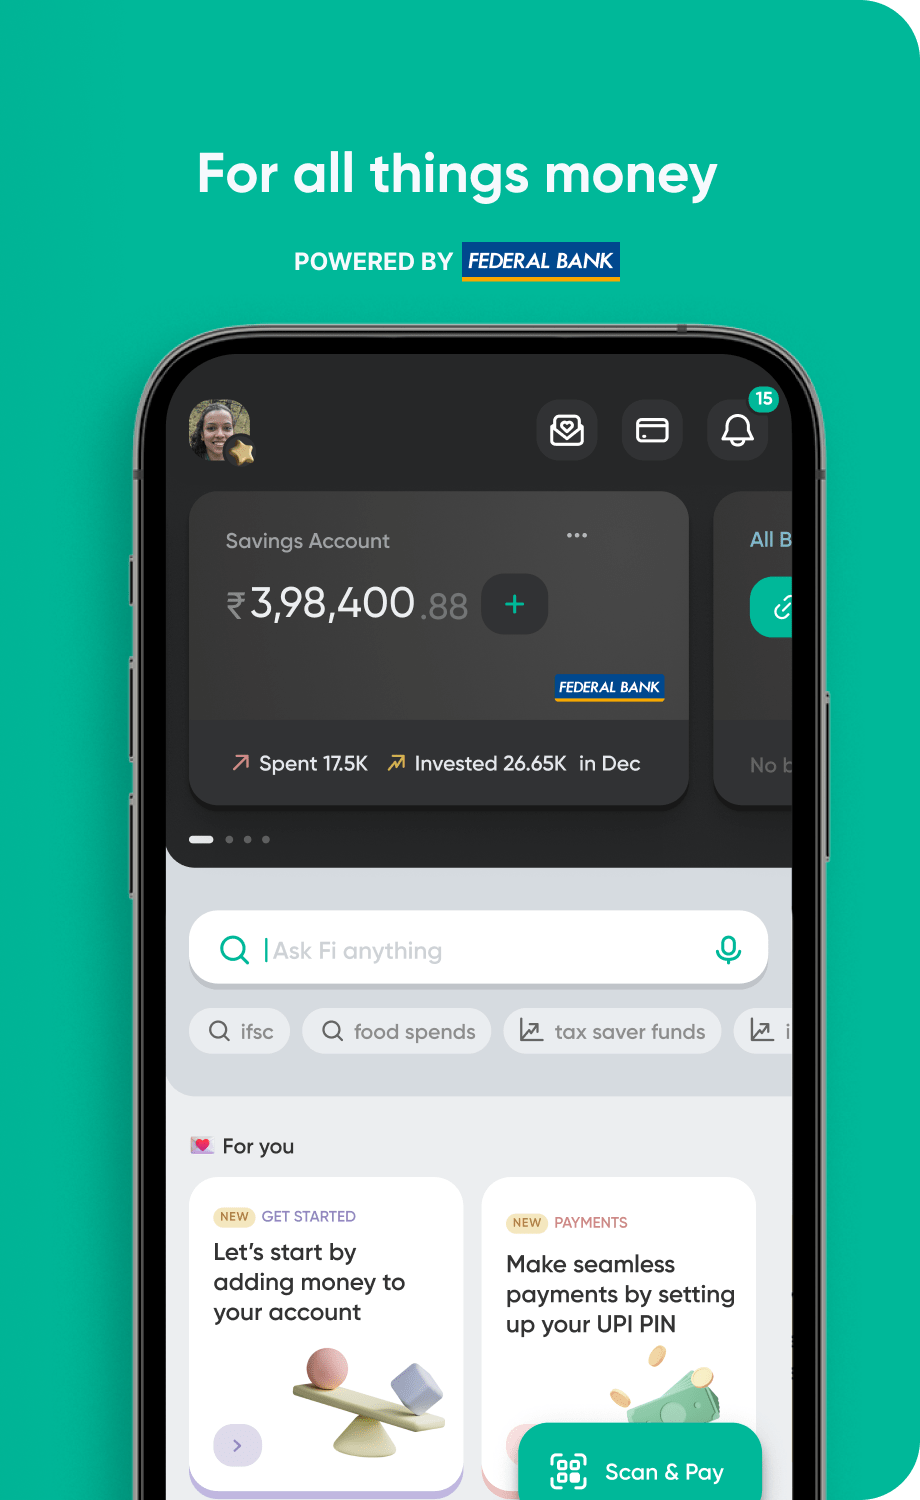 For all things money
POWERED BY FEDERAL BANK
15
Savings Account
All B
₹3,98,400.88
FEDERAL BANK
Spent 17.5K Invested 26.65K in Dec
No b
Ask Fi anything
ifsc food spends tax saver funds i
For you
NEW GET STARTED
Let's start by
adding money to
your account
NEW PAYMENTS
Make seamless
payments by setting
up your UPI PIN
Scan & Pay